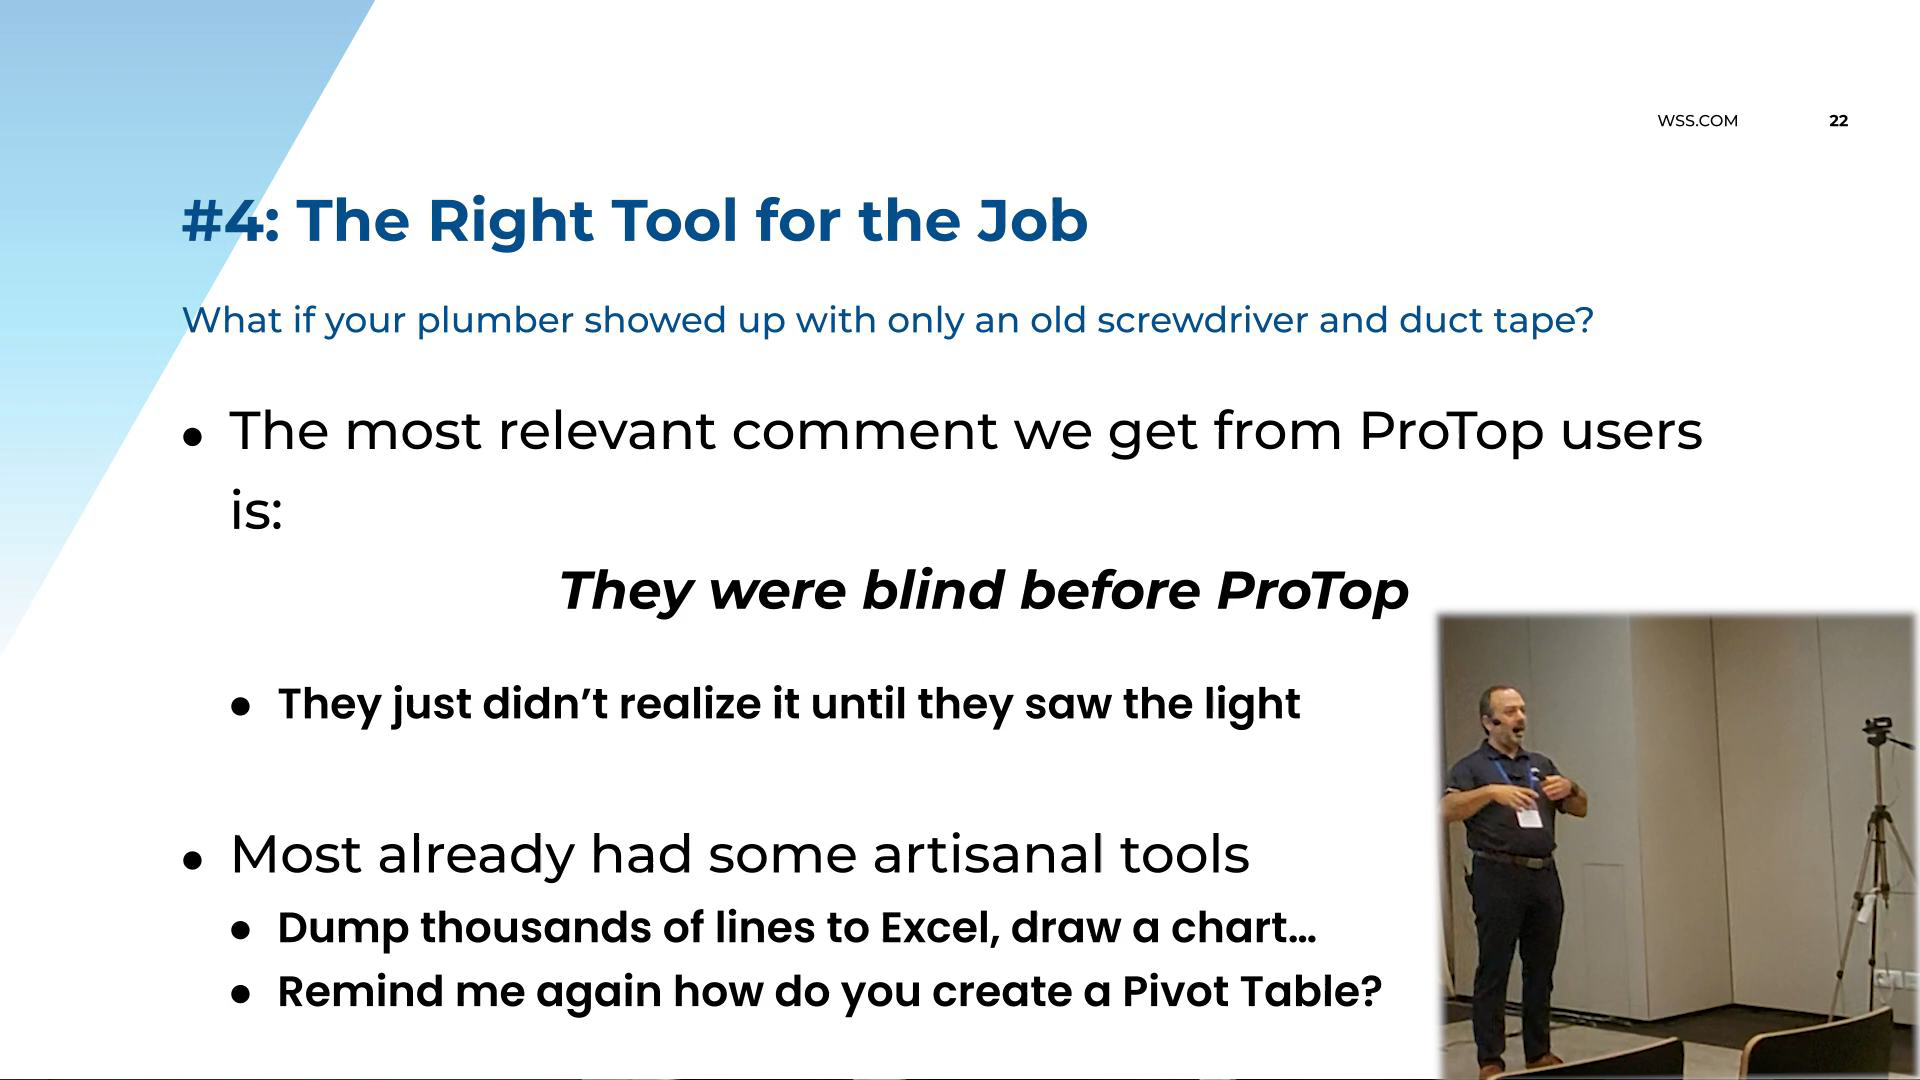 WSS.COM 22
#4: The Right Tool for the Job
What if your plumber showed up with only an old screwdriver and duct tape?
● The most relevant comment we get from ProTop users
is:
They were blind before ProTop
● They just didn’t realize it until they saw the light
● Most already had some artisanal tools
● Dump thousands of lines to Excel, draw a chart…
● Remind me again how do you create a Pivot Table?